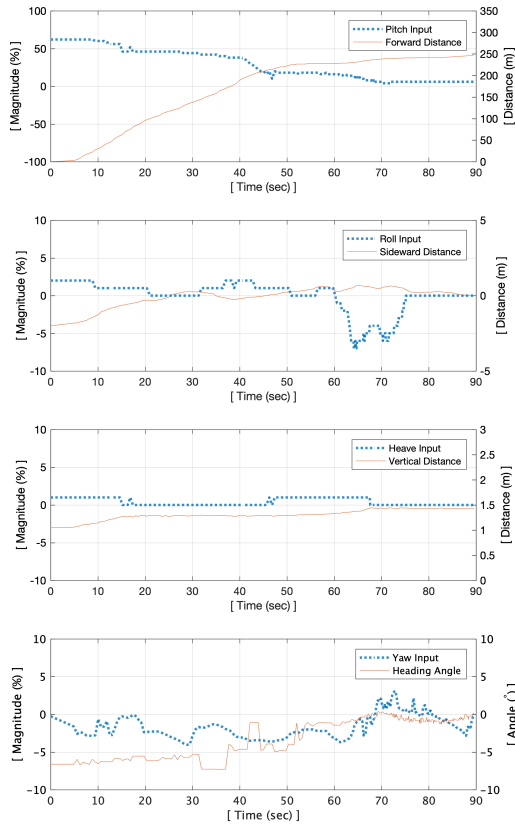 100
50
0
-50
-100
350
300
250
200
150
100
50
0
0 10 20 30 40 50 60 70 80 90
[ Magnitude (%) ]
[ Distance (m) ]
[ Time (sec) ]
Pitch Input
Forward Distance
10
5
0
-5
-10
5
0
-5
0 10 20 30 40 50 60 70 80 90
[ Magnitude (%) ]
[ Distance (m) ]
[ Time (sec) ]
Roll Input
Sideward Distance
10
5
0
-5
-10
3
2.5
2
1.5
1
0.5
0
0 10 20 30 40 50 60 70 80 90
[ Magnitude (%) ]
[ Distance (m) ]
[ Time (sec) ]
Heave Input
Vertical Distance
10
5
0
-5
-10
10
5
0
-5
-10
0 10 20 30 40 50 60 70 80 90
[ Magnitude (%) ]
[ Angle (°) ]
[ Time (sec) ]
Yaw Input
Heading Angle